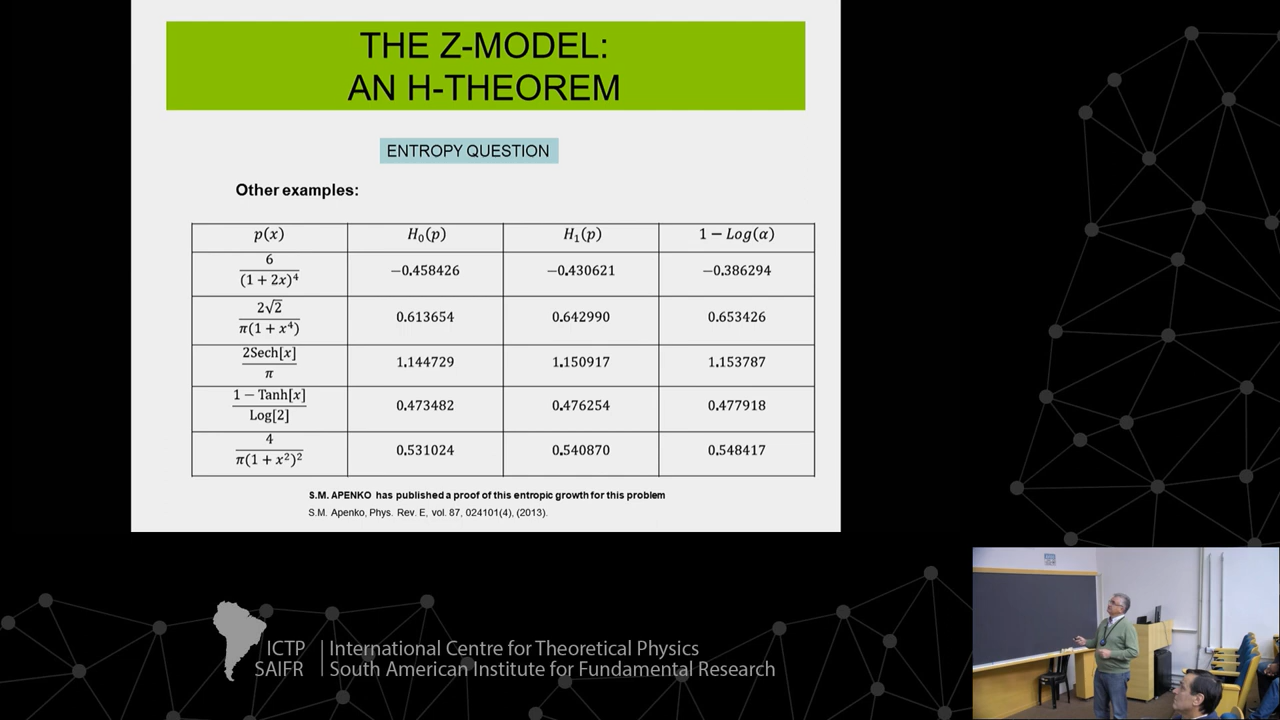 THE Z-MODEL:
AN H-THEOREM
ENTROPY QUESTION
Other examples:
p(x) H₀(p) H₁(p) 1 − Log(α)
6/(1 + 2x)⁴ −0.458426 −0.430621 −0.386294
2√2/π(1 + x⁴) 0.613654 0.642990 0.653426
2Sech[x]/π 1.144729 1.150917 1.153787
1 − Tanh[x]/Log[2] 0.473482 0.476254 0.477918
4/π(1 + x²)² 0.531024 0.540870 0.548417
S.M. APENKO has published a proof of this entropic growth for this problem
S.M. Apenko, Phys. Rev. E, vol. 87, 024101(4), (2013).
ICTP | International Centre for Theoretical Physics
SAIFR | South American Institute for Fundamental Research